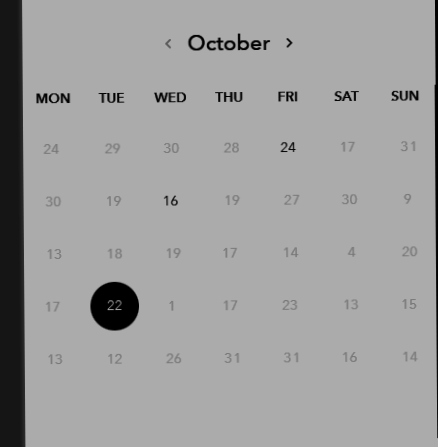 ‹ October ›
MON TUE WED THU FRI SAT SUN
24 29 30 28 24 17 31
30 19 16 19 27 30 9
13 18 19 17 14 4 20
17 22 1 17 23 13 15
13 12 26 31 31 16 14